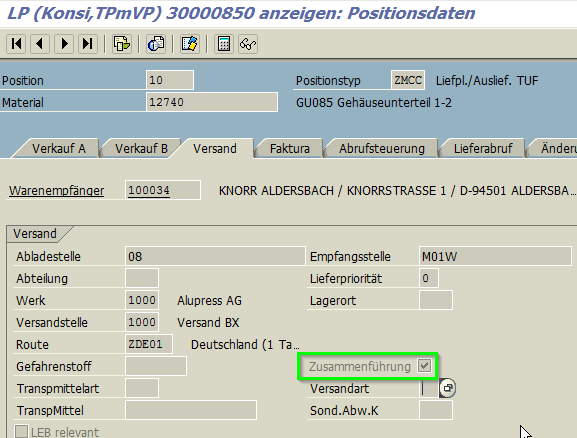 LP (Konsi,TPmVP) 30000850 anzeigen: Positionsdaten
Position 10 Positionstyp ZMCC Liefpl./Auslief. TUF
Material 12740 GU085 Gehäuseunterteil 1-2
Verkauf A Verkauf B Versand Faktura Abrufsteuerung Lieferabruf Änderu
Warenempfänger 100034 KNORR ALDERSBACH / KNORRSTRASSE 1 / D-94501 ALDERSBA...
Versand
Abladestelle 08 Empfangsstelle M01W
Abteilung Lieferpriorität 0
Werk 1000 Alupress AG Lagerort
Versandstelle 1000 Versand BX
Route ZDE01 Deutschland (1 Ta...
Gefahrenstoff Zusammenführung
Transpmittelart Versandart
TranspMittel Sond.Abw.K
LEB relevant